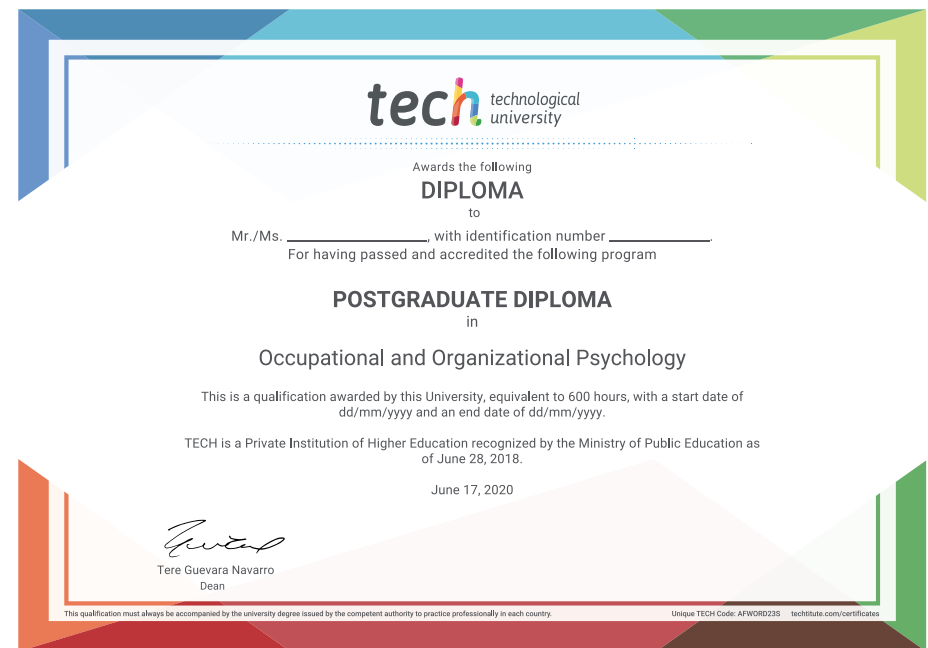 tech technological
university
Awards the following
DIPLOMA
to
Mr./Ms. ____________________, with identification number ______________.
For having passed and accredited the following program
POSTGRADUATE DIPLOMA
in
Occupational and Organizational Psychology
This is a qualification awarded by this University, equivalent to 600 hours, with a start date of
dd/mm/yyyy and an end date of dd/mm/yyyy.
TECH is a Private Institution of Higher Education recognized by the Ministry of Public Education as
of June 28, 2018.
June 17, 2020
Tere Guevara Navarro
Dean
This qualification must always be accompanied by the university degree issued by the competent authority to practice professionally in each country. Unique TECH Code: AFWORD23S techtitute.com/certificates